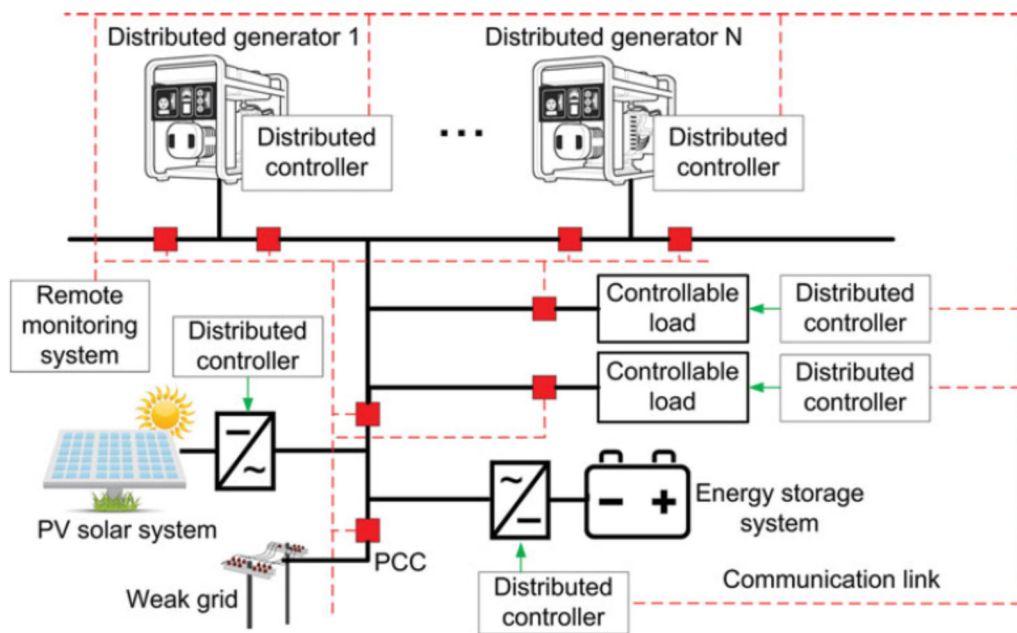 Distributed generator 1
Distributed generator N
Distributed
controller
...
Distributed
controller
Remote
monitoring
system
Distributed
controller
Controllable
load
Distributed
controller
Controllable
load
Distributed
controller
PV solar system
Energy storage
system
PCC
Weak grid
Distributed
controller
Communication link